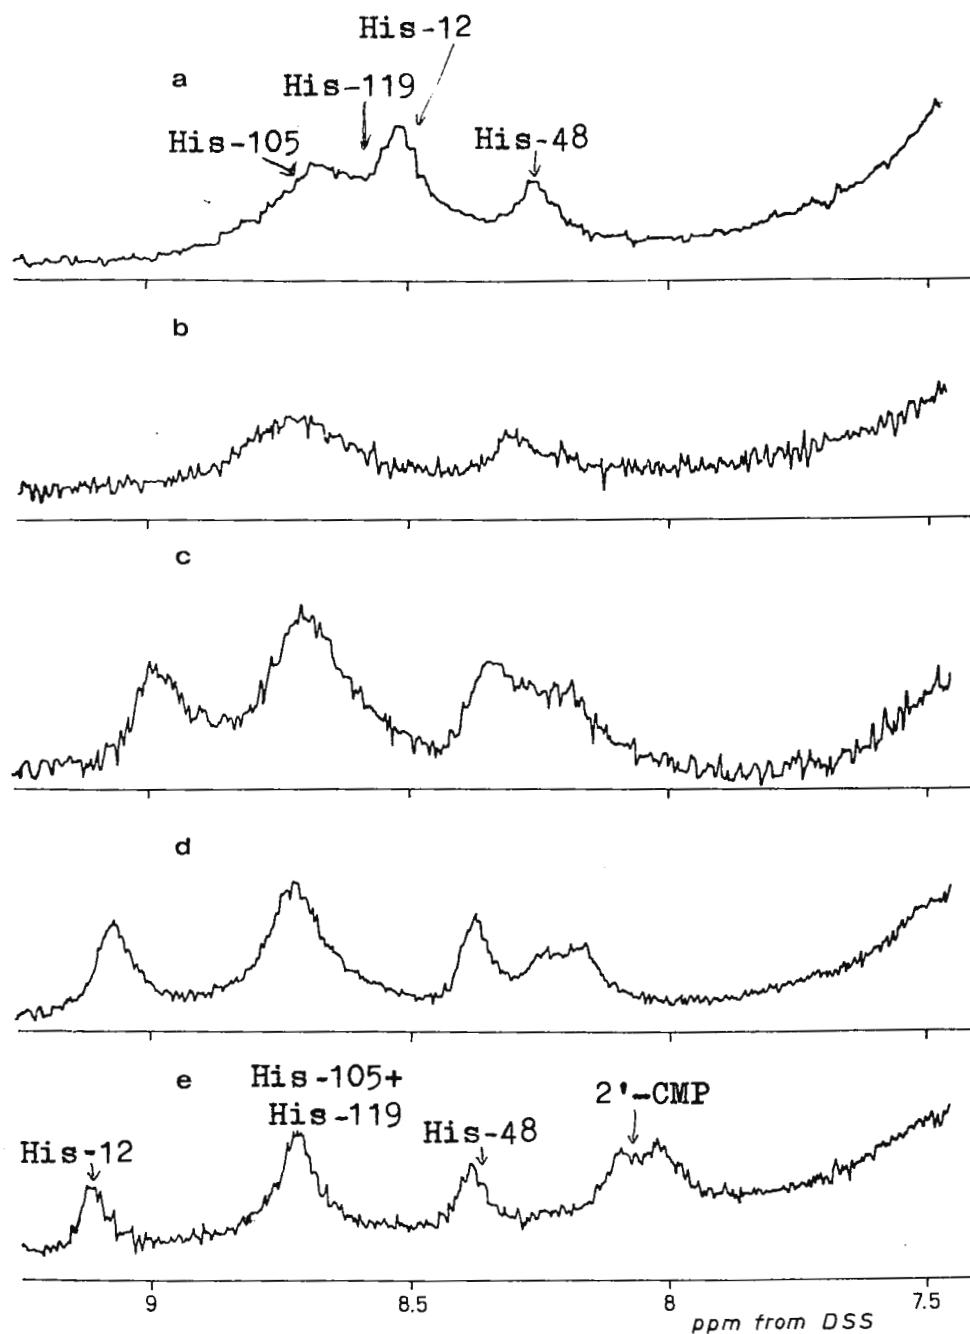 His-12
a
His-119
His-105
His-48
b
c
d
e
His-105+
His-119
2'-CMP
His-48
His-12
9
8.5
8
7.5
ppm from DSS